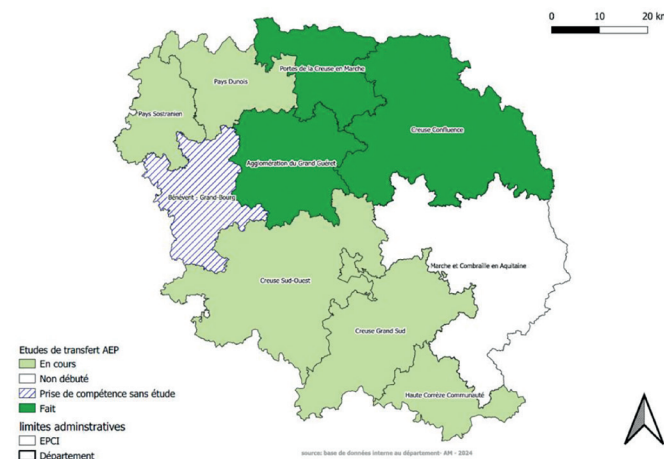 0 10 20 km
Portes de la Creuse en Marche
Pays Dunois
Pays Sostranien
Creuse Confluence
Agglomération du Grand Guéret
Bénévent - Grand-Bourg
Marche et Combraille en Aquitaine
Creuse Sud-Ouest
Creuse Grand Sud
Haute Corrèze Communauté
Etudes de transfert AEP
En cours
Non débuté
Prise de compétence sans étude
Fait
limites adminstratives
EPCI
Département
source: base de données interne au département- AM - 2024